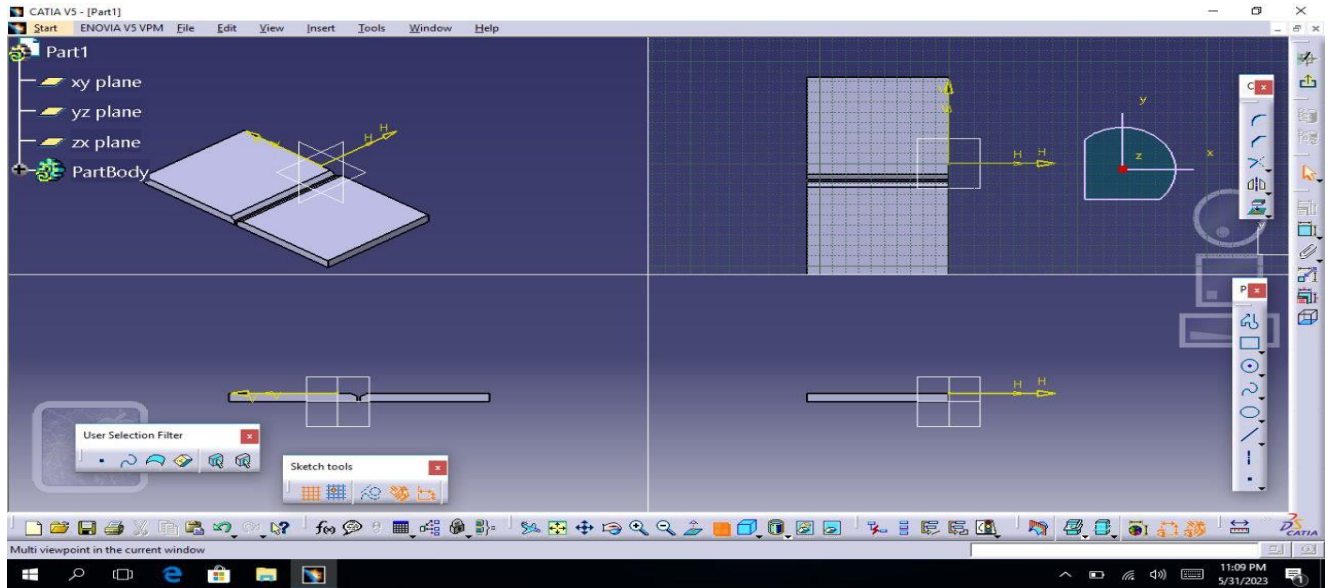 CATIA V5 - [Part1]
Start ENOVIA V5 VPM File Edit View Insert Tools Window Help
Part1
xy plane
yz plane
zx plane
PartBody
H H
H H
y
z
x
C
P
H H
User Selection Filter
Sketch tools
f(x)
CATIA
Multi viewpoint in the current window
11:09 PM
5/31/2023